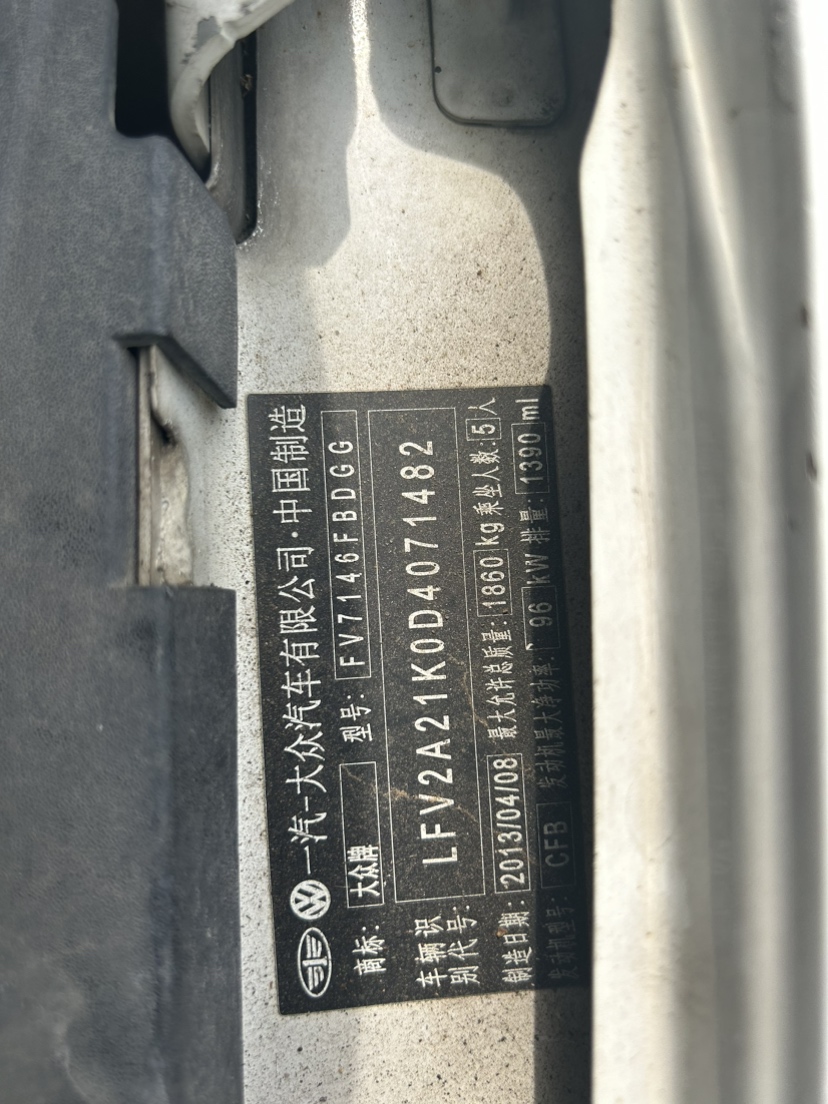 一汽-大众汽车有限公司·中国制造
商标: 大众牌 型号: FV7146FBDGG
车辆识别代号: LFV2A21K0D4071482
制造日期: 2013/04/08 最大允许总质量: 1860 kg 乘坐人数: 5 人
发动机型号: CFB 发动机最大净功率: 96 kW 排量: 1390 ml